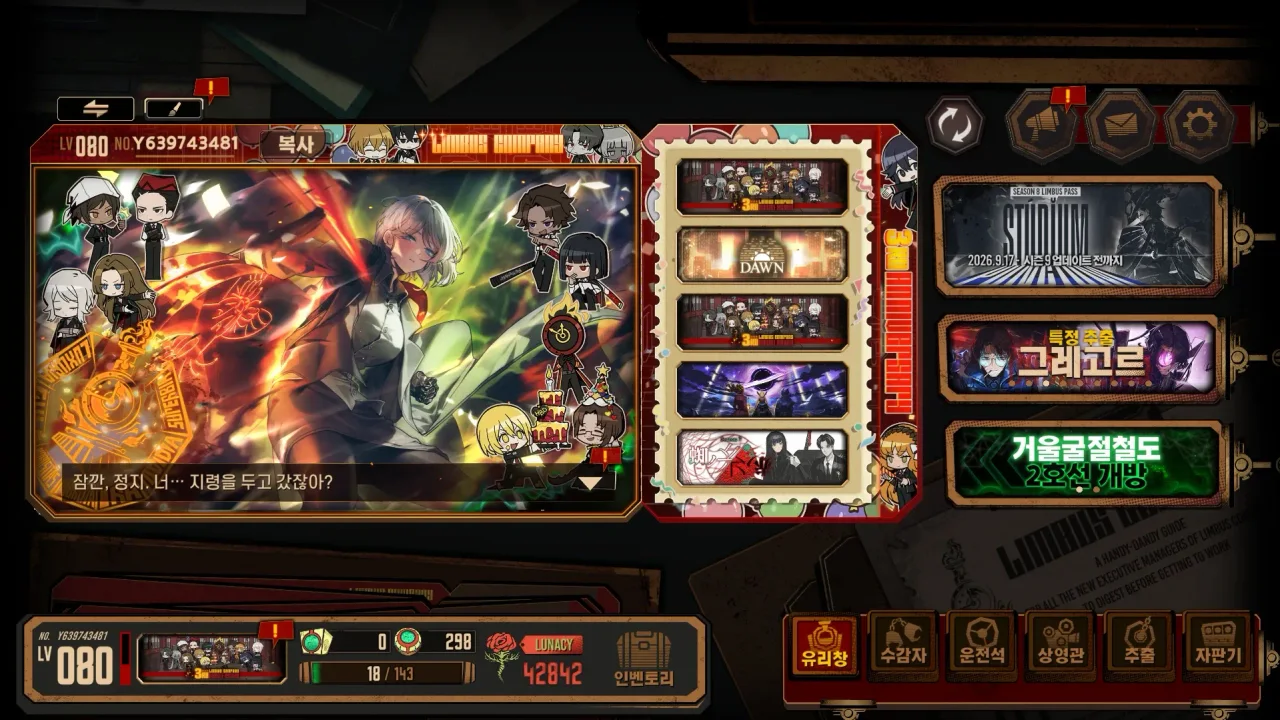 LV 080 NO.Y639743481 복사
LIMBUS COMPANY
잠깐, 정지. 너… 지령을 두고 갔잖아?
DAWN
SEASON 8 LIMBUS PASS
2026.9.17 - 시즌 9 업데이트 전까지
특정 추출
그레고르
거울굴절철도
2호선 개방
A HANDY-DANDY GUIDE
NO. Y639743481
LV 080
0
298
18 / 143
LUNACY
42842
인벤토리
유리창
수감자
운전석
상영관
추출
자판기